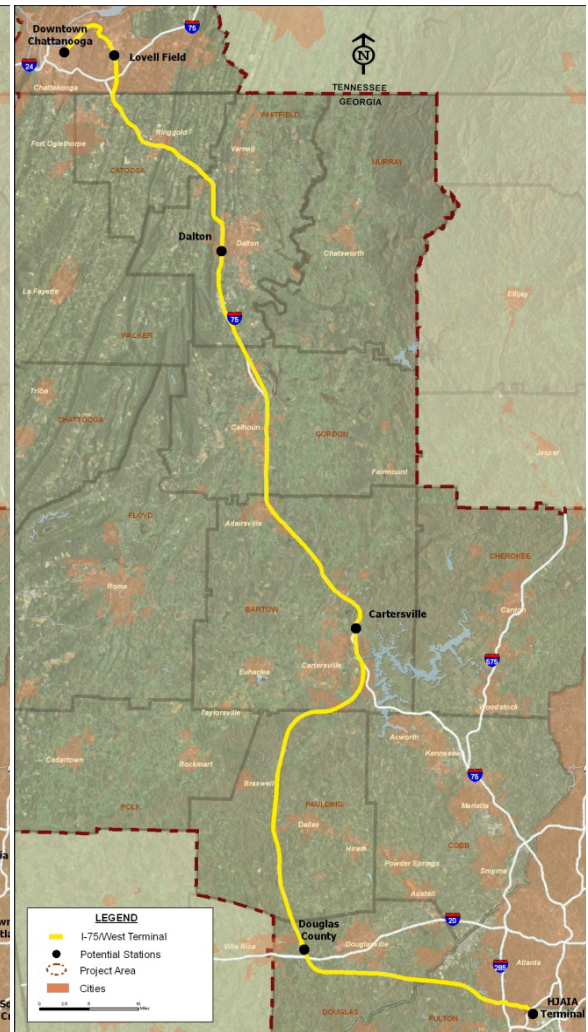 Downtown
Chattanooga
Lovell Field
75
24
Chattanooga
N
TENNESSEE
GEORGIA
WHITFIELD
Ringgold
Fort Oglethorpe
Vernell
CATOOSA
MURRAY
Dalton
Dalton
Chatsworth
La Fayette
Ellijay
75
WALKER
Triba
CHATTOOGA
Calhoun
GORDON
Jasper
Fairmount
FLOYD
Adairsville
CHEROKEE
Rome
BARTOW
Cartersville
Canton
Euharlee
Cartersville
575
Taylorsville
Woodstock
Acworth
Cedartown
Rockmart
Kennesaw
75
Braswell
POLK
PAULDING
Marietta
Dallas
COBB
Hiram
Powder Springs
Smyrna
Austell
LEGEND
I-75/West Terminal
Potential Stations
Project Area
Cities
0
Miles
Douglas
County
20
Villa Rica
Douglasville
285
Atlanta
HJAIA
Terminal
DOUGLAS
FULTON